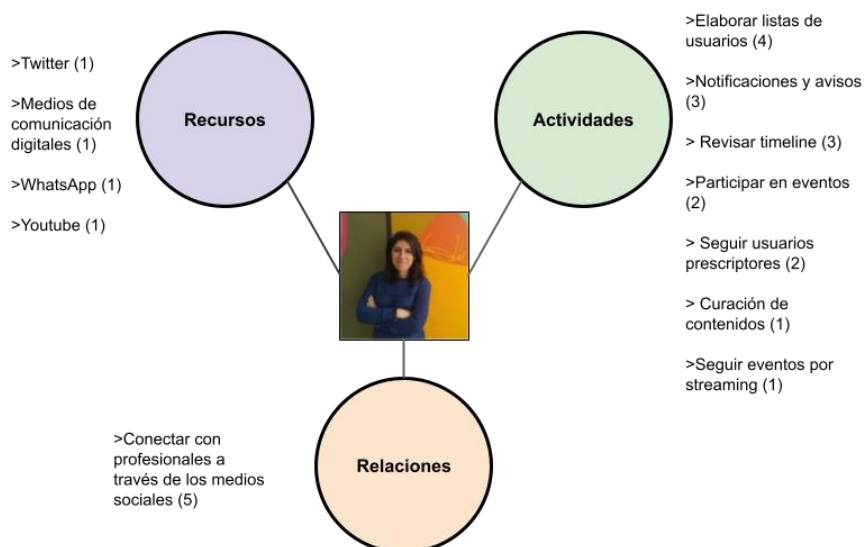 >Twitter (1)
>Medios de
comunicación
digitales (1)
>WhatsApp (1)
>Youtube (1)
Recursos
Actividades
>Elaborar listas de
usuarios (4)
>Notificaciones y avisos
(3)
> Revisar timeline (3)
>Participar en eventos
(2)
> Seguir usuarios
prescriptores (2)
> Curación de
contenidos (1)
>Seguir eventos por
streaming (1)
>Conectar con
profesionales a
través de los medios
sociales (5)
Relaciones